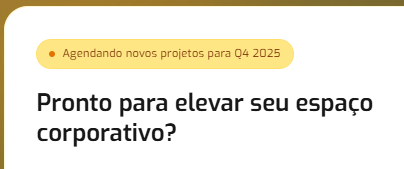 Agendando novos projetos para Q4 2025
Pronto para elevar seu espaço
corporativo?